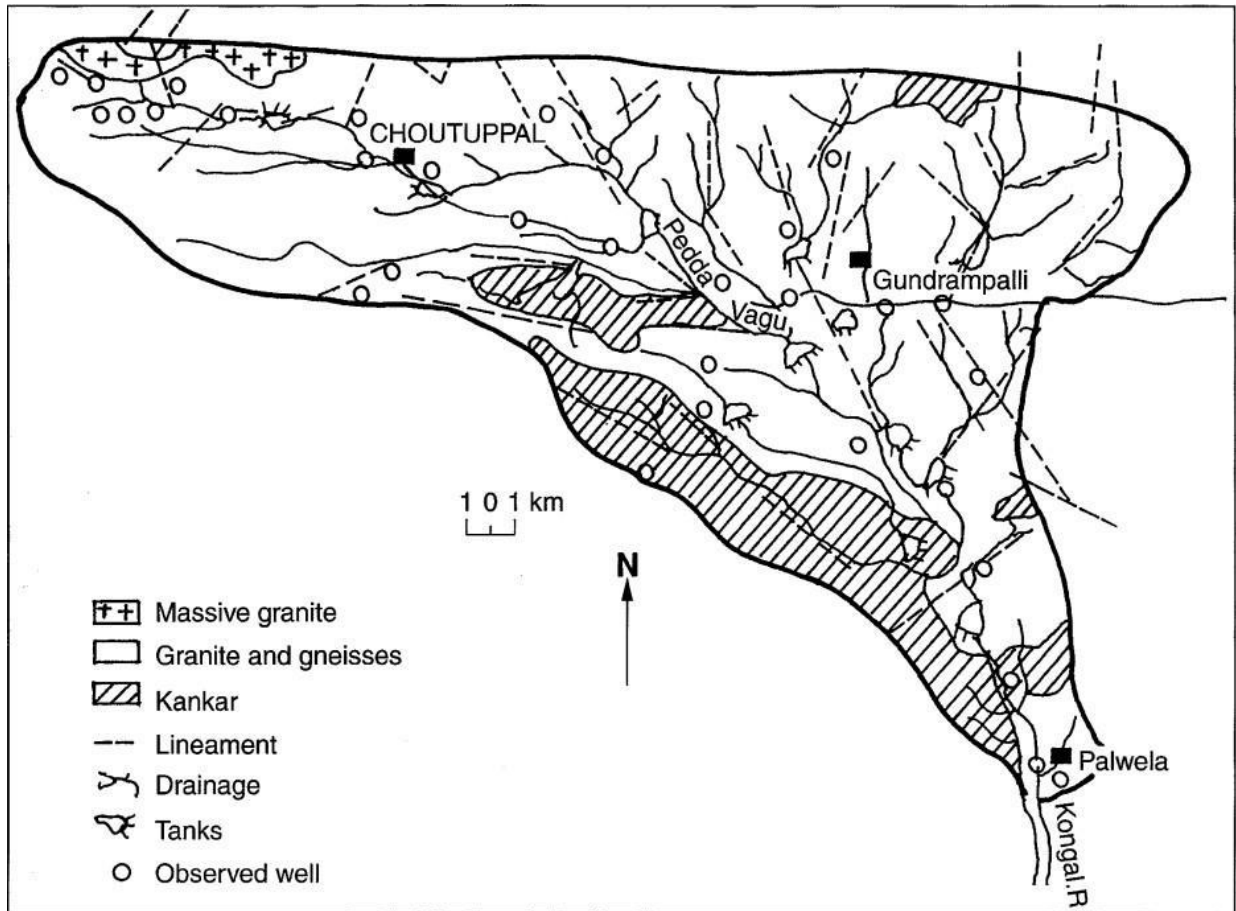 CHOUTUPPAL
Pedda
Vagu
Gundrampalli
1 0 1 km
N
Massive granite
Granite and gneisses
Kankar
Lineament
Drainage
Tanks
Observed well
Palwela
Kongal.R